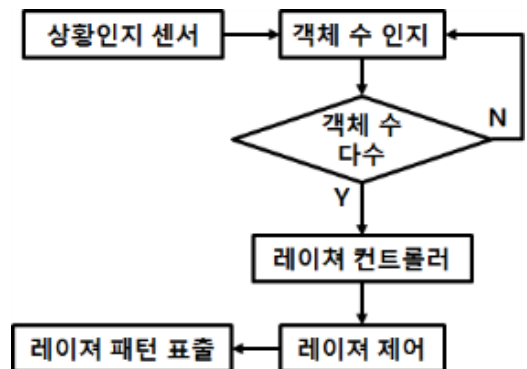 상황인지 센서
객체 수 인지
객체 수
다수
N
Y
레이져 컨트롤러
레이져 패턴 표출
레이져 제어